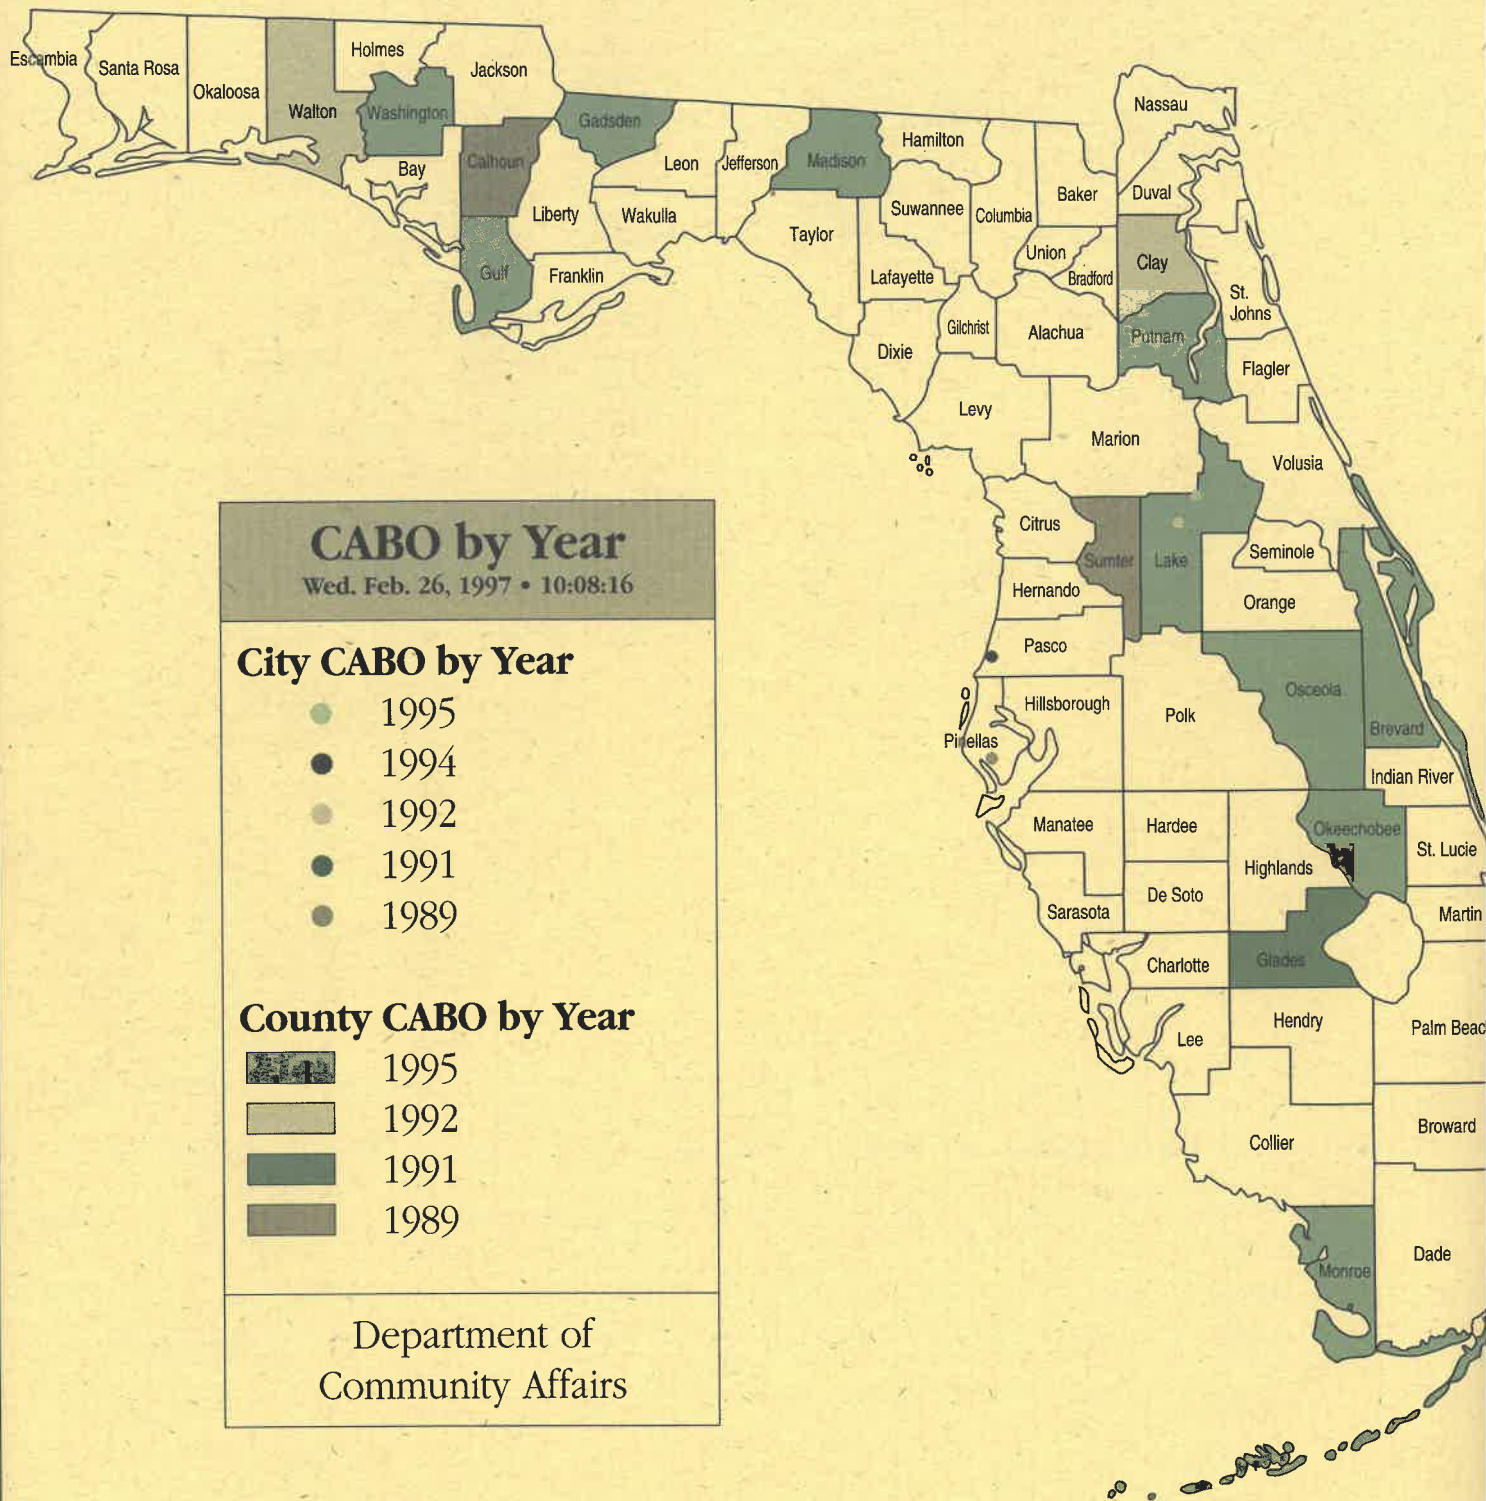 Escambia
Santa Rosa
Okaloosa
Walton
Holmes
Washington
Jackson
Bay
Calhoun
Gulf
Gadsden
Liberty
Franklin
Leon
Wakulla
Jefferson
Madison
Taylor
Hamilton
Suwannee
Lafayette
Dixie
Columbia
Gilchrist
Baker
Union
Bradford
Alachua
Levy
Nassau
Duval
Clay
St.
Johns
Putnam
Flagler
Marion
Volusia
Citrus
Sumter
Lake
Seminole
Hernando
Orange
Pasco
Osceola
Brevard
Hillsborough
Polk
Pinellas
Indian River
Manatee
Hardee
Okeechobee
St. Lucie
Highlands
De Soto
Sarasota
Martin
Charlotte
Glades
Lee
Hendry
Palm Beac
Collier
Broward
Monroe
Dade
CABO by Year
Wed. Feb. 26, 1997 • 10:08:16
City CABO by Year
1995
1994
1992
1991
1989
County CABO by Year
1995
1992
1991
1989
Department of
Community Affairs